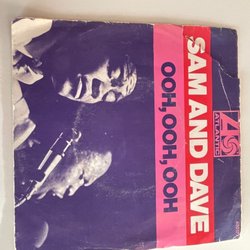 SAM AND DAVE
OOH, OOH, OOH
ATLANTIC